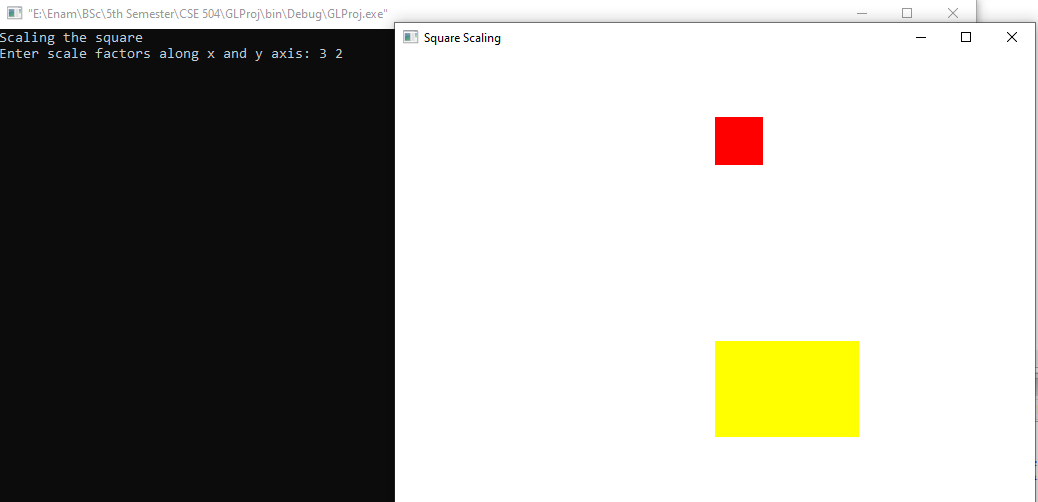 "E:\Enam\BSc\5th Semester\CSE 504\GLProj\bin\Debug\GLProj.exe"
Square Scaling
Scaling the square
Enter scale factors along x and y axis: 3 2